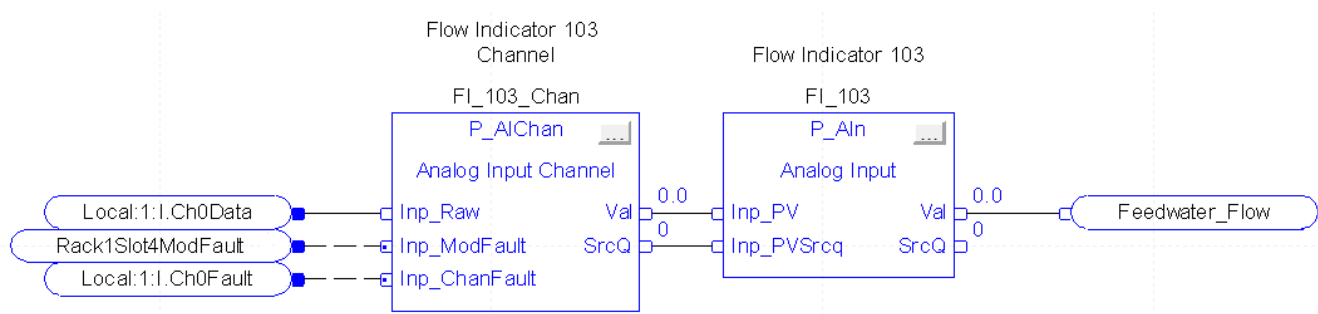 Flow Indicator 103
Channel
Flow Indicator 103
FI_103_Chan
FI_103
P_AIChan
...
P_AIn
...
Analog Input Channel
Analog Input
Local:1:I.Ch0Data
Inp_Raw
Val
0.0
Inp_PV
Val
0.0
Feedwater_Flow
Rack1Slot4ModFault
Inp_ModFault
SrcQ
0
Inp_PVSrcq
SrcQ
0
Local:1:I.Ch0Fault
Inp_ChanFault